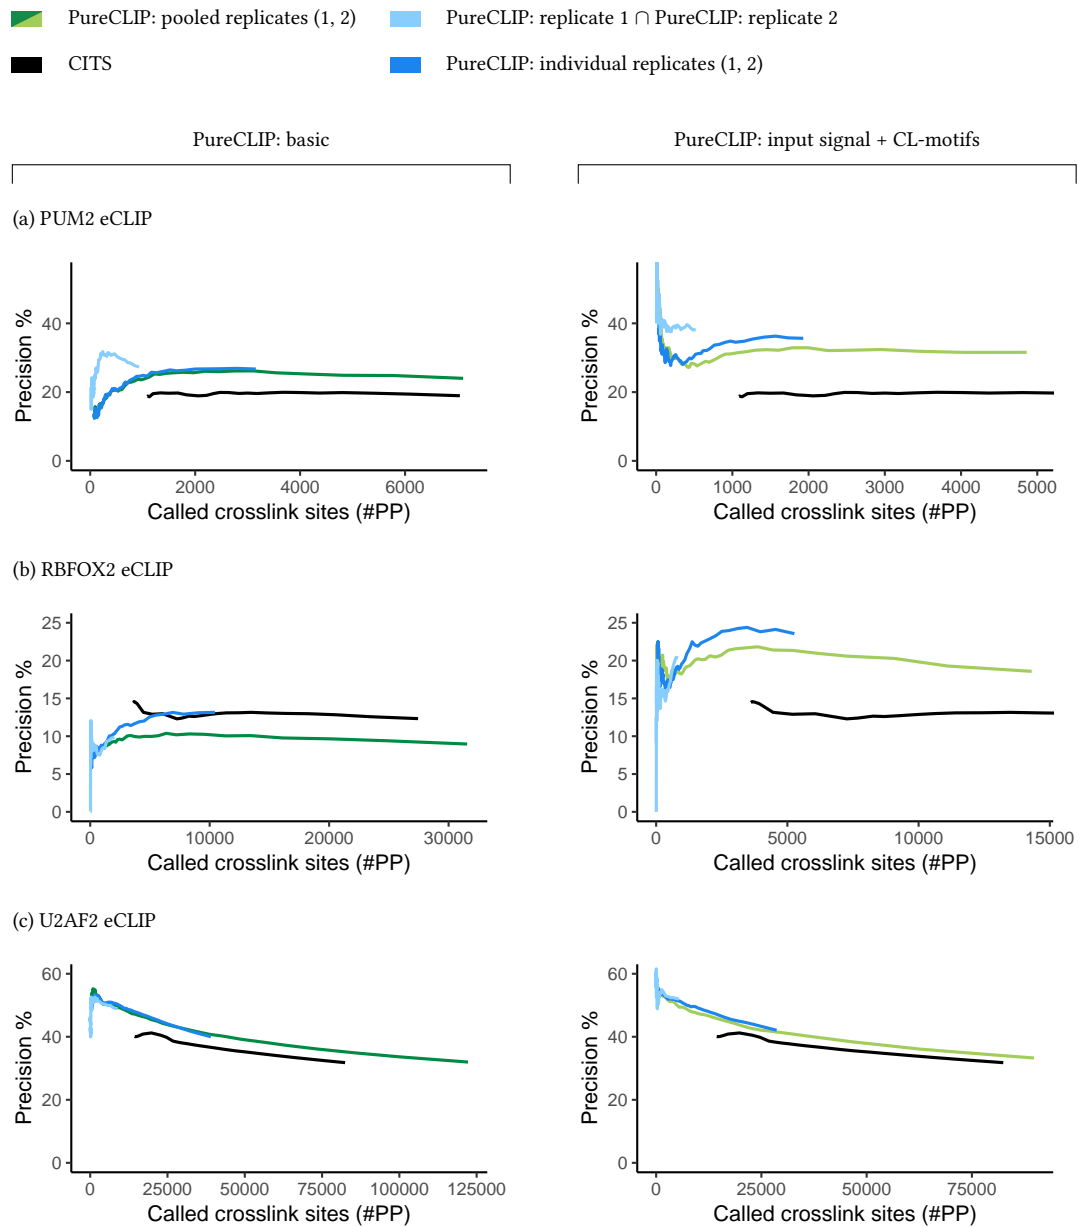 PureCLIP: pooled replicates (1, 2) PureCLIP: replicate 1 ∩ PureCLIP: replicate 2
CITS PureCLIP: individual replicates (1, 2)
PureCLIP: basic PureCLIP: input signal + CL-motifs
(a) PUM2 eCLIP
Precision %
40
20
0
0 2000 4000 6000
Called crosslink sites (#PP)
Precision %
40
20
0
0 1000 2000 3000 4000 5000
Called crosslink sites (#PP)
(b) RBFOX2 eCLIP
Precision %
25
20
15
10
5
0
0 10000 20000 30000
Called crosslink sites (#PP)
Precision %
25
20
15
10
5
0
0 5000 10000 15000
Called crosslink sites (#PP)
(c) U2AF2 eCLIP
Precision %
60
40
20
0
0 25000 50000 75000 100000 125000
Called crosslink sites (#PP)
Precision %
60
40
20
0
0 25000 50000 75000
Called crosslink sites (#PP)